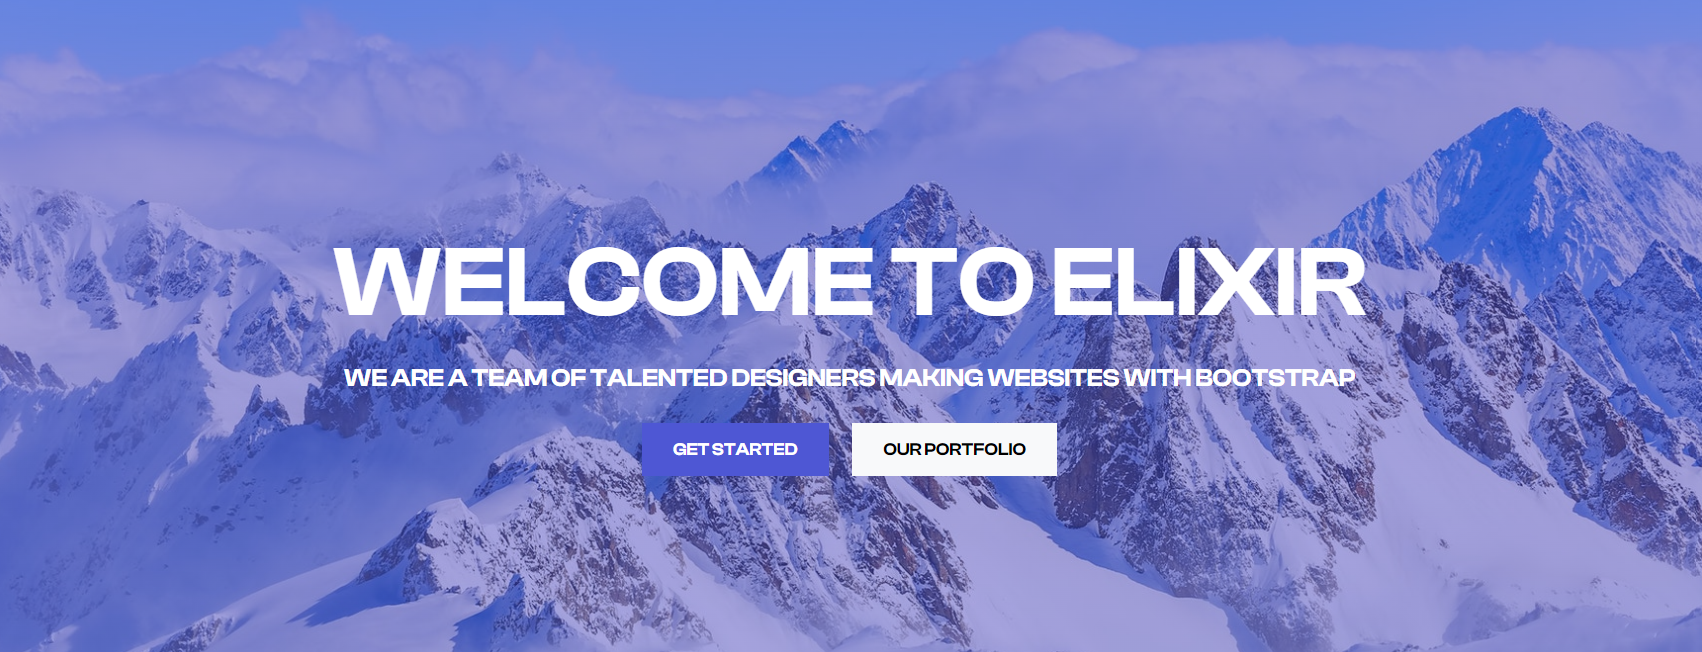 WELCOME TO ELIXIR
WE ARE A TEAM OF TALENTED DESIGNERS MAKING WEBSITES WITH BOOTSTRAP
GET STARTED
OUR PORTFOLIO